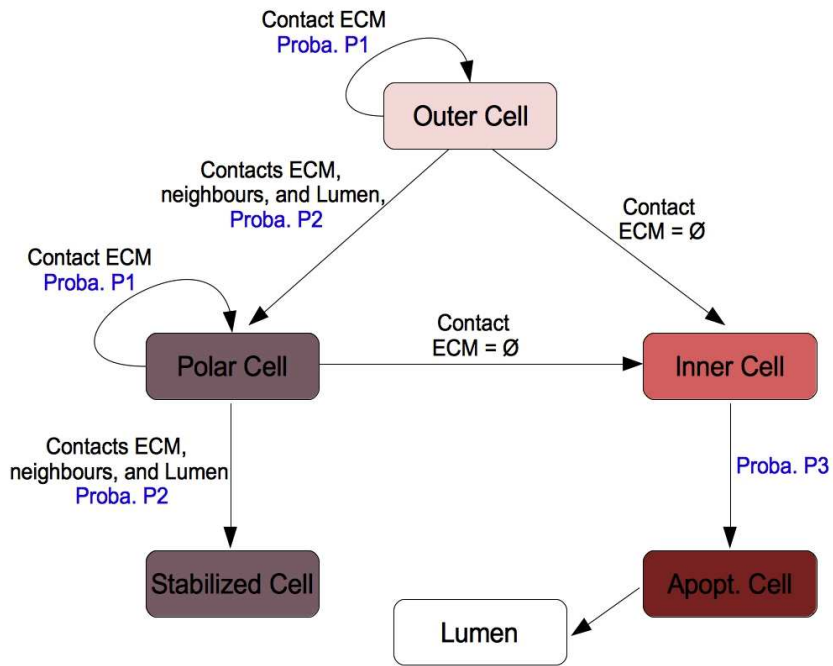 Contact ECM
Proba. P1
Outer Cell
Contacts ECM,
neighbours, and Lumen,
Proba. P2
Contact
ECM = Ø
Contact ECM
Proba. P1
Contact
ECM = Ø
Polar Cell
Inner Cell
Contacts ECM,
neighbours, and Lumen
Proba. P2
Proba. P3
Stabilized Cell
Apopt. Cell
Lumen